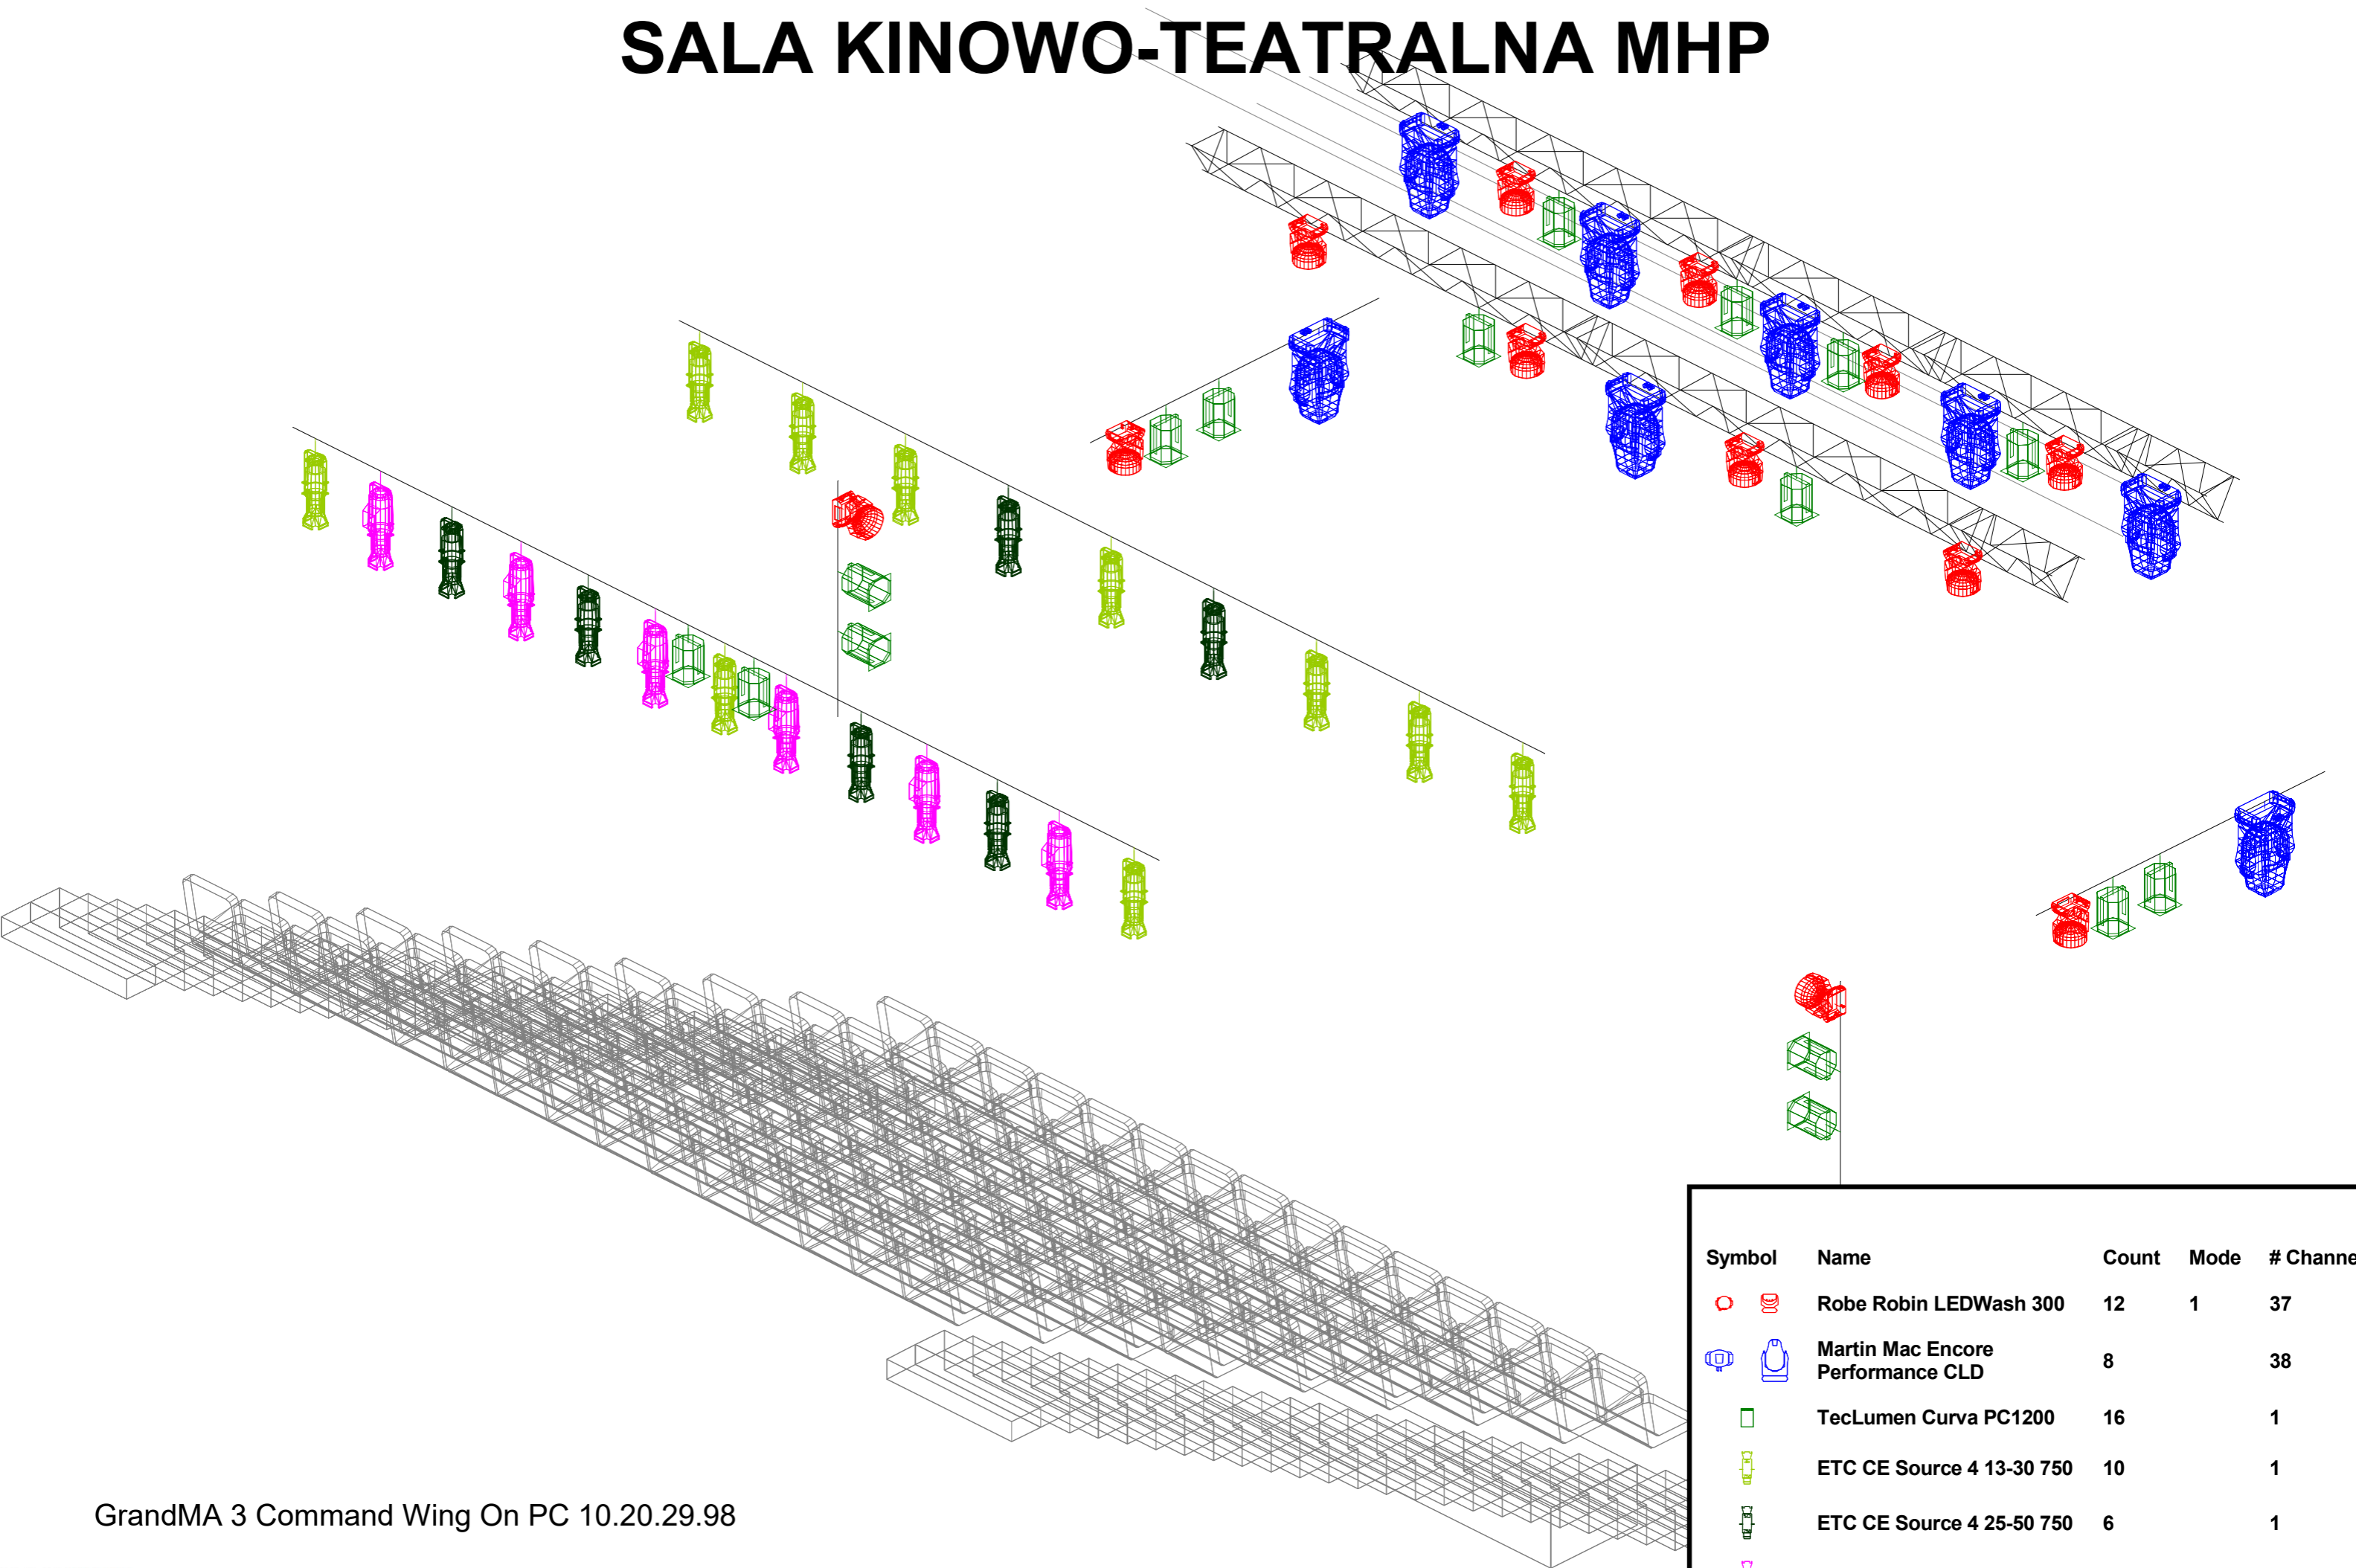 SALA KINOWO-TEATRALNA MHP
Symbol Name Count Mode # Channe
Robe Robin LEDWash 300 12 1 37
Martin Mac Encore
Performance CLD 8 38
TecLumen Curva PC1200 16 1
ETC CE Source 4 13-30 750 10 1
ETC CE Source 4 25-50 750 6 1
GrandMA 3 Command Wing On PC 10.20.29.98